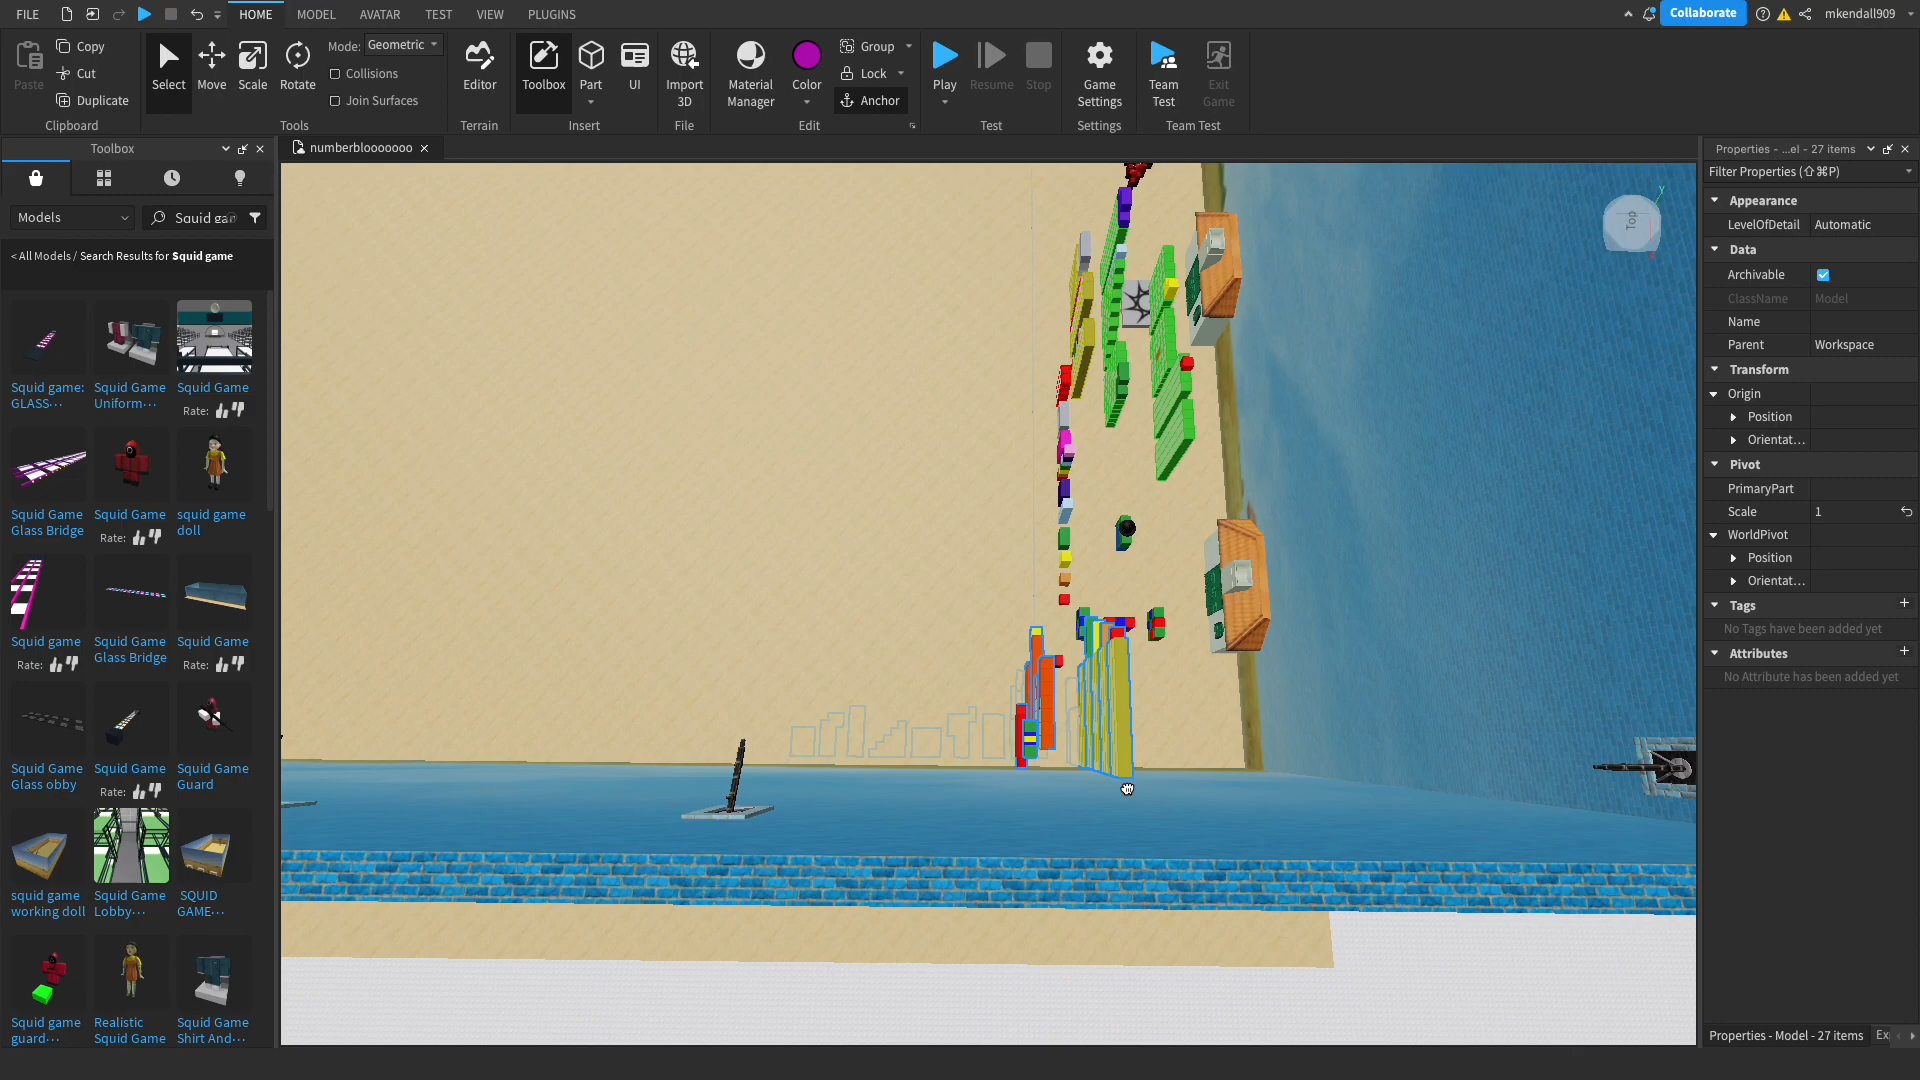 FILE
HOME
MODEL
AVATAR
TEST
VIEW
PLUGINS
Collaborate
mkendall909
Paste
Copy
Cut
Duplicate
Clipboard
Select
Move
Scale
Rotate
Mode: Geometric
Collisions
Join Surfaces
Tools
Editor
Terrain
Toolbox
Part
UI
Insert
Import
3D
File
Material
Manager
Color
Group
Lock
Anchor
Edit
Play
Resume
Stop
Test
Game
Settings
Settings
Team
Test
Exit
Game
Team Test
Toolbox
numberblooooooo
Properties - ...el - 27 items
Models
Squid gan
< All Models / Search Results for Squid game
Squid game:
GLASS...
Squid Game
Uniform...
Squid Game
Rate:
Squid Game
Glass Bridge
Squid Game
Rate:
squid game
doll
Squid game
Rate:
Squid Game
Glass Bridge
Squid Game
Rate:
Squid Game
Glass obby
Squid Game
Rate:
Squid Game
Guard
squid game
working doll
Squid Game
Lobby...
SQUID
GAME...
Squid game
guard...
Realistic
Squid Game
Squid Game
Shirt And...
Top
Y
Filter Properties (⇧⌘P)
Appearance
LevelOfDetail Automatic
Data
Archivable
ClassName Model
Name
Parent Workspace
Transform
Origin
Position
Orientat...
Pivot
PrimaryPart
Scale 1
WorldPivot
Position
Orientat...
Tags
No Tags have been added yet
Attributes
No Attribute has been added yet
Properties - Model - 27 items
Ex